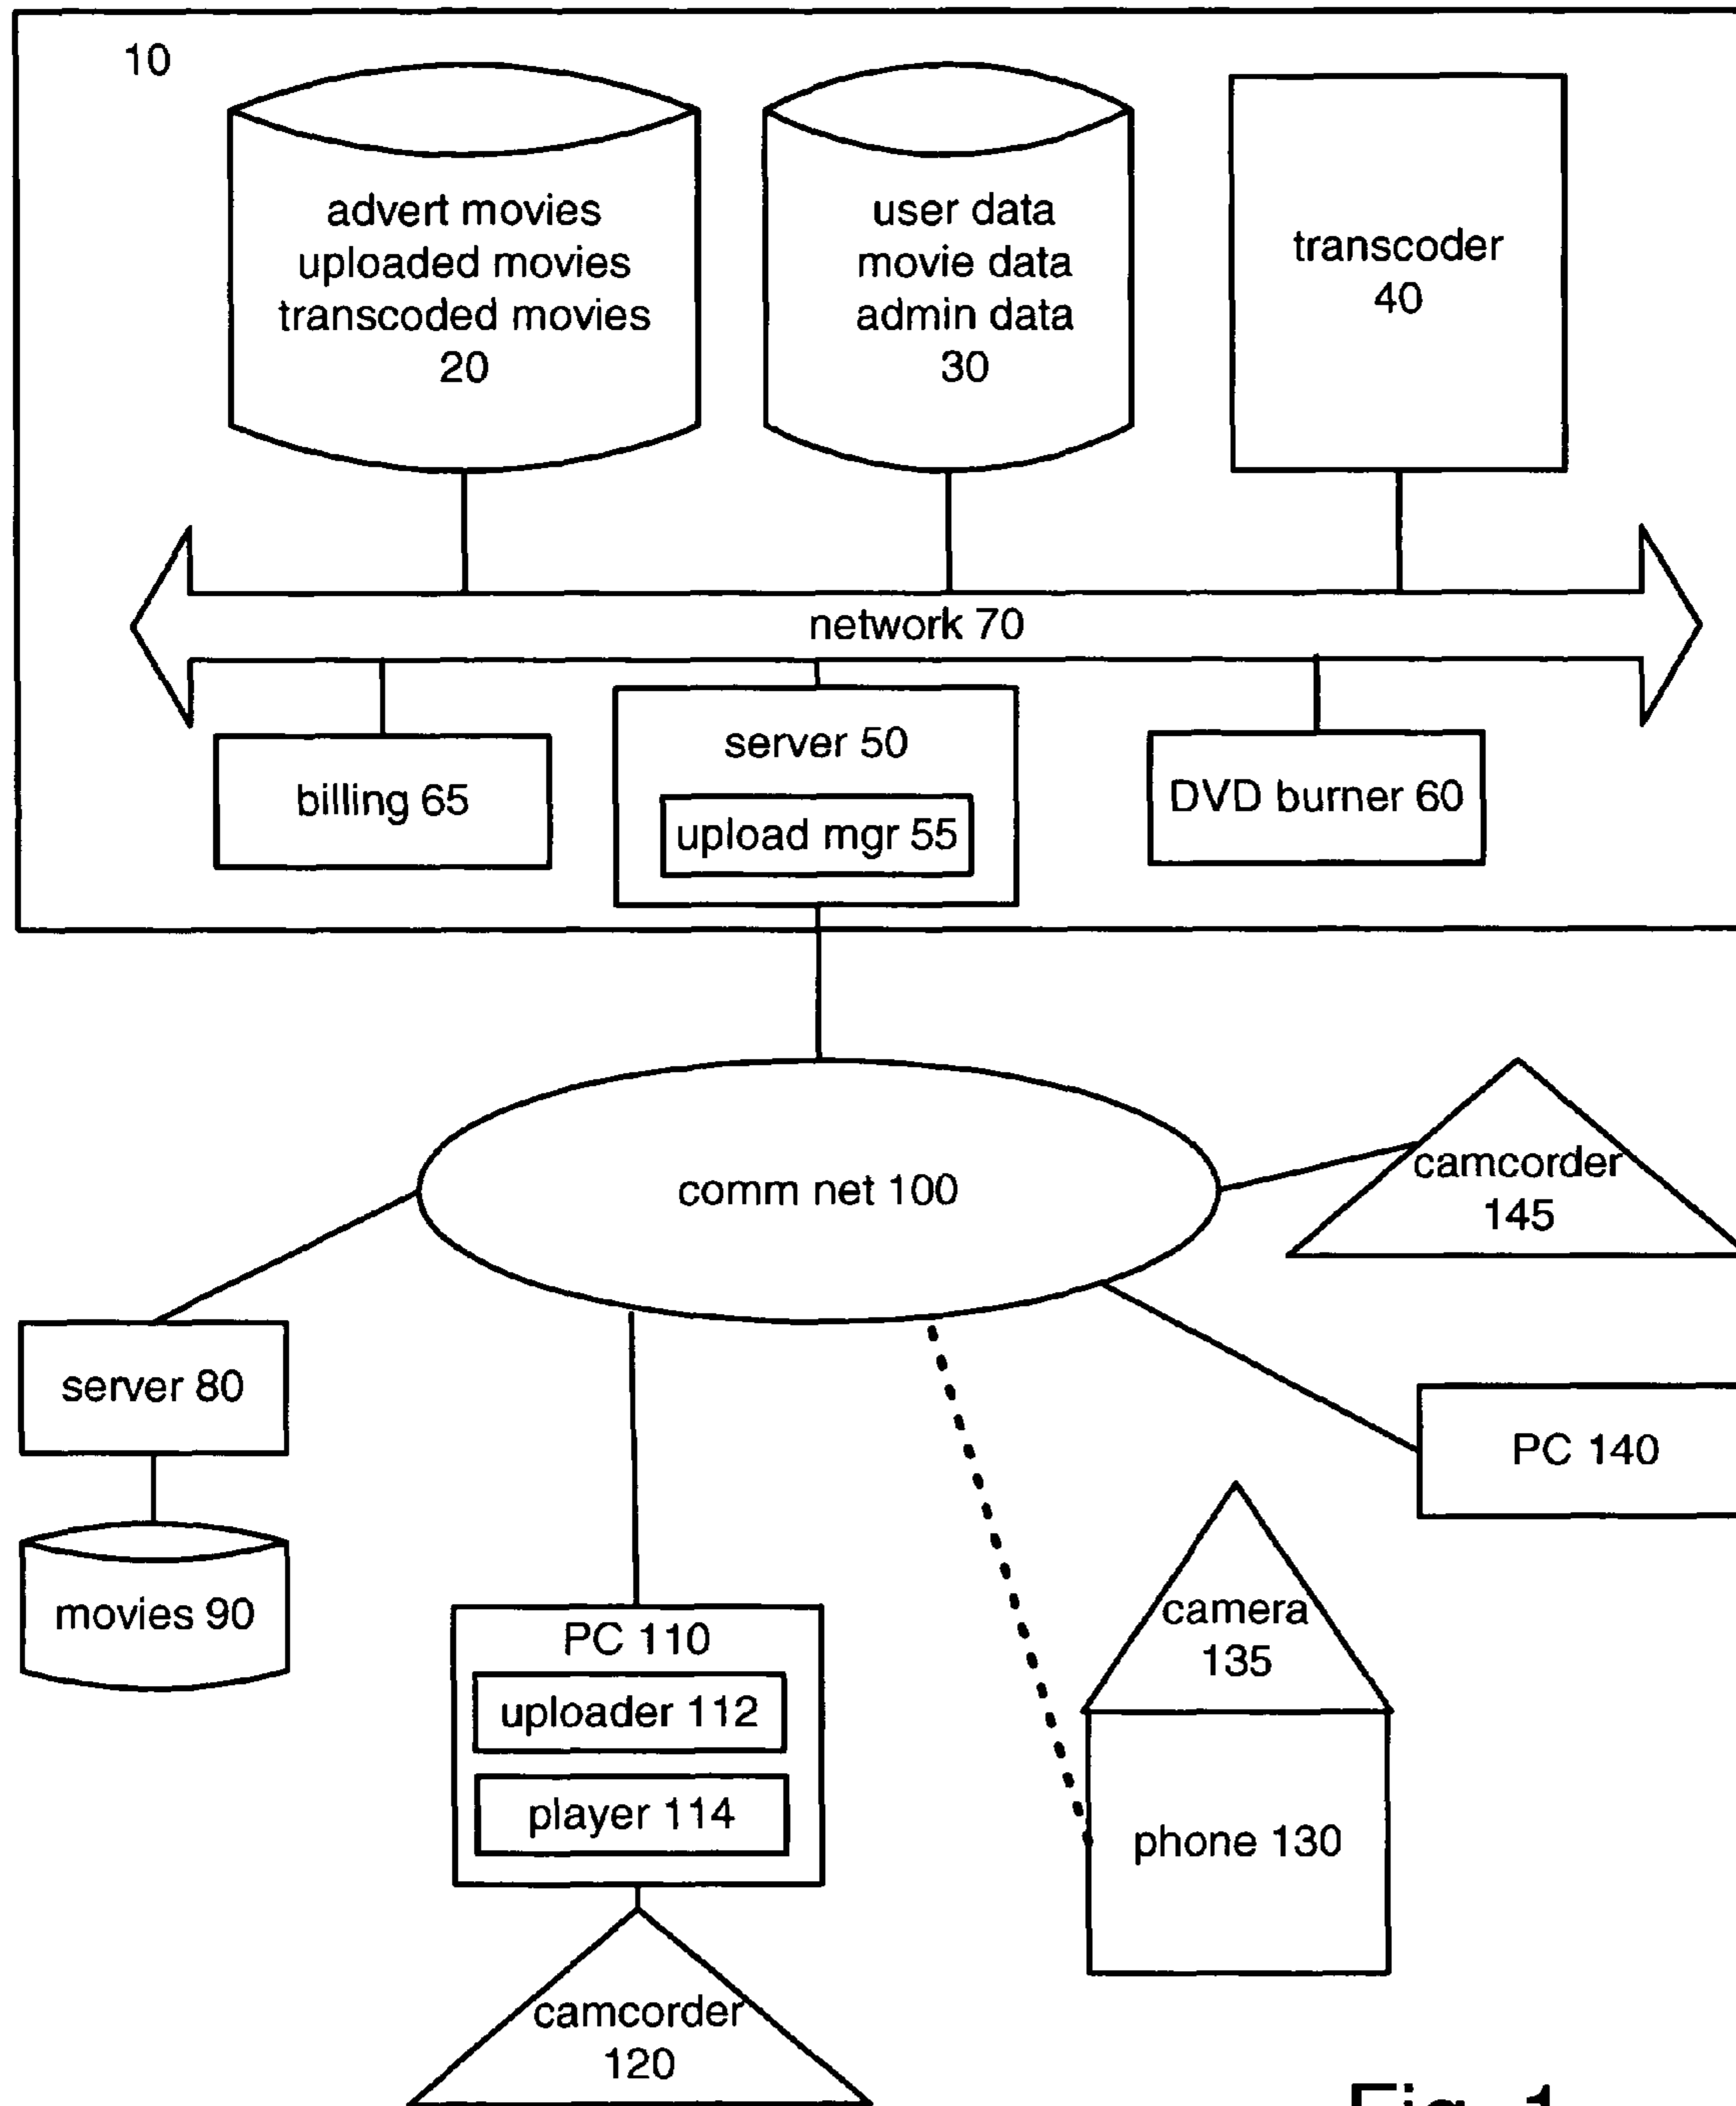 10
advert movies
uploaded movies
transcoded movies
20
user data
movie data
admin data
30
transcoder
40
network 70
billing 65
server 50
upload mgr 55
DVD burner 60
comm net 100
camcorder
145
server 80
PC 140
movies 90
camera
135
PC 110
uploader 112
player 114
phone 130
camcorder
120
Fig. 1